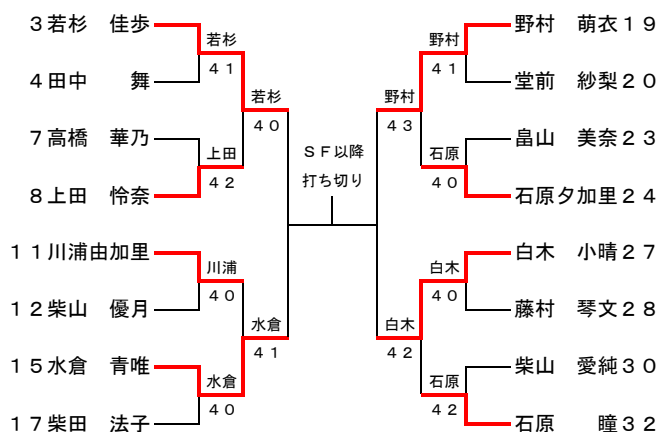 3若杉　佳歩
若杉
41
4田中　　舞
若杉
40
7高橋　華乃
上田
42
8上田　怜奈
11川浦由加里
川浦
40
12柴山　優月
水倉
41
15水倉　青唯
水倉
40
17柴田　法子
SF以降
打ち切り
野村　萌衣19
野村
41
堂前　紗梨20
野村
43
畠山　美奈23
石原
40
石原夕加里24
白木　小晴27
白木
40
藤村　琴文28
白木
42
柴山　愛純30
石原
42
石原　　瞳32